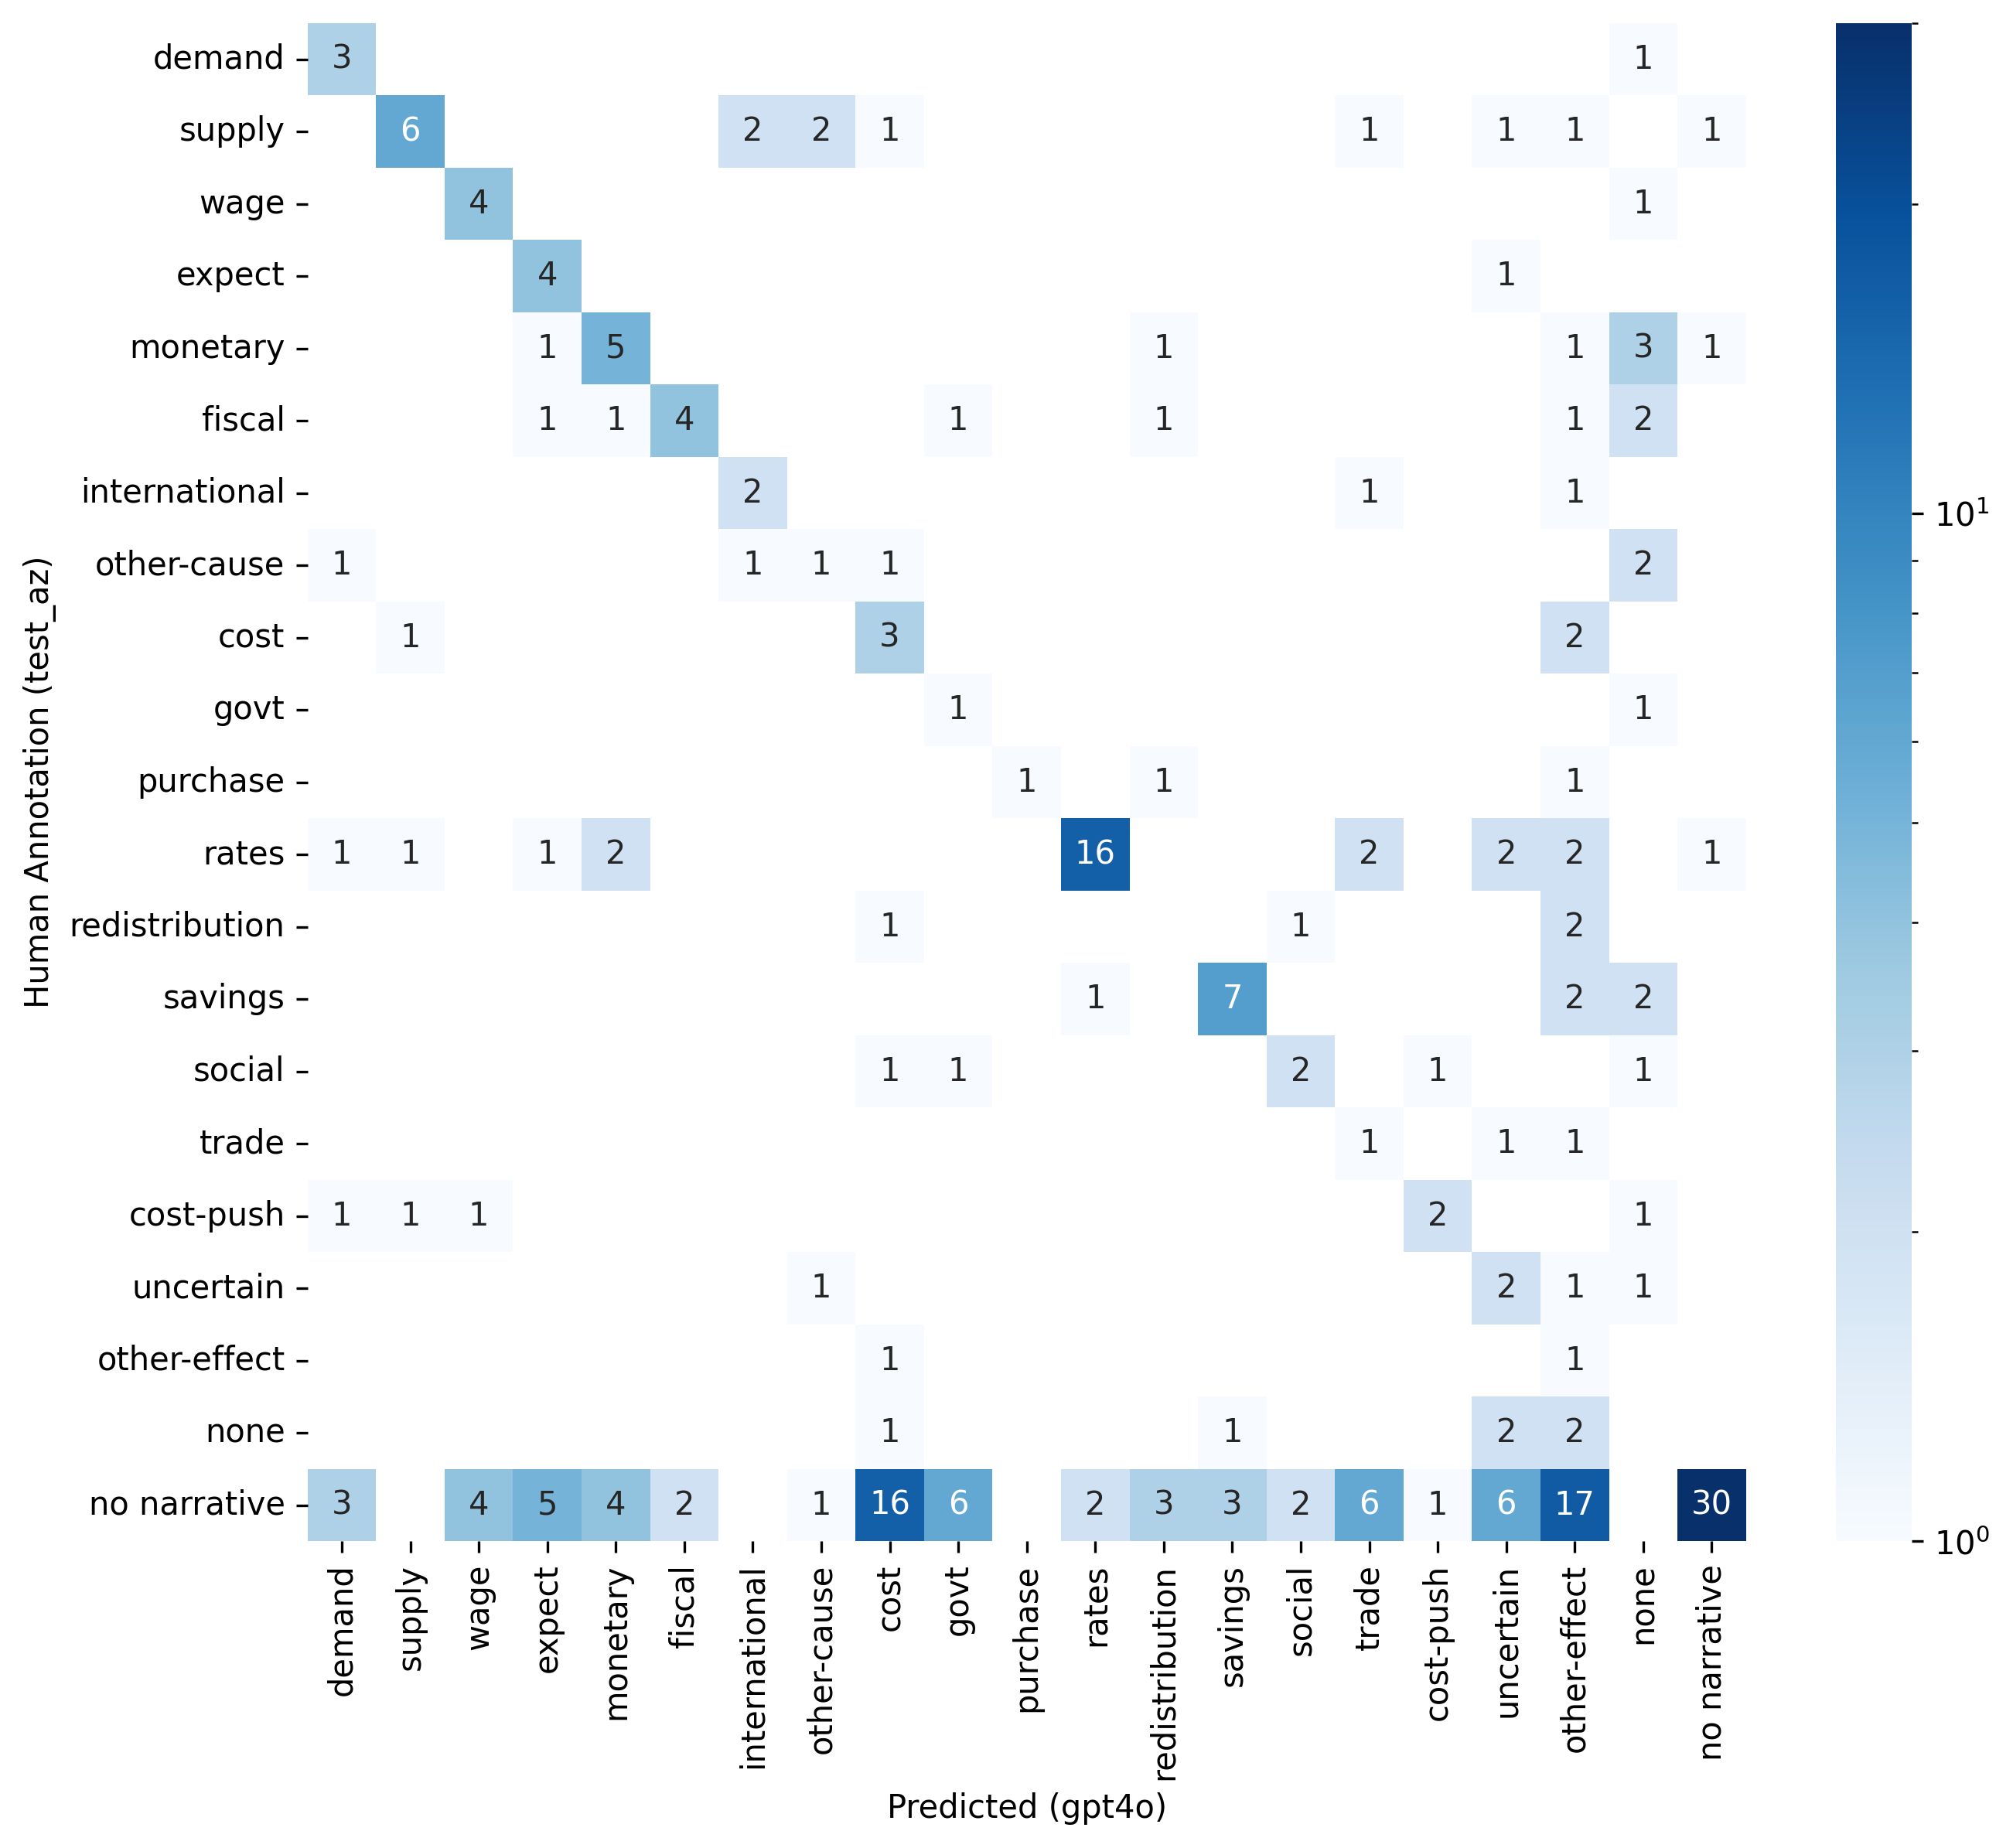 Human Annotation (test_az)
demand 3 1
supply 6 2 2 1 1 1 1 1
wage 4 1
expect 4 1
monetary 1 5 1 1 3 1
fiscal 1 1 4 1 1 1 2
international 2 1 1
other-cause 1 1 1 1 2
cost 1 3 2
govt 1 1
purchase 1 1 1
rates 1 1 1 2 16 2 2 2 1
redistribution 1 1 2
savings 1 7 2 2
social 1 1 2 1 1
trade 1 1 1
cost-push 1 1 1 2 1
uncertain 1 2 1 1
other-effect 1 1
none 1 1 2 2
no narrative 3 4 5 4 2 1 16 6 2 3 3 2 6 1 6 17 30
demand
supply
wage
expect
monetary
fiscal
international
other-cause
cost
govt
purchase
rates
redistribution
savings
social
trade
cost-push
uncertain
other-effect
none
no narrative
Predicted (gpt4o)
10¹
10⁰